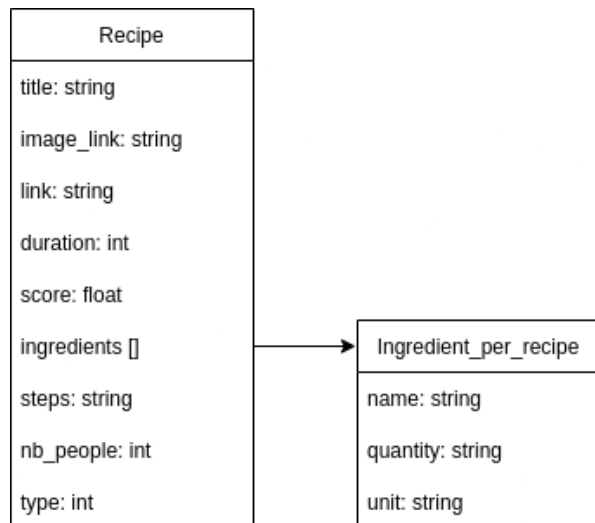 Recipe
title: string
image_link: string
link: string
duration: int
score: float
ingredients []
steps: string
nb_people: int
type: int
Ingredient_per_recipe
name: string
quantity: string
unit: string